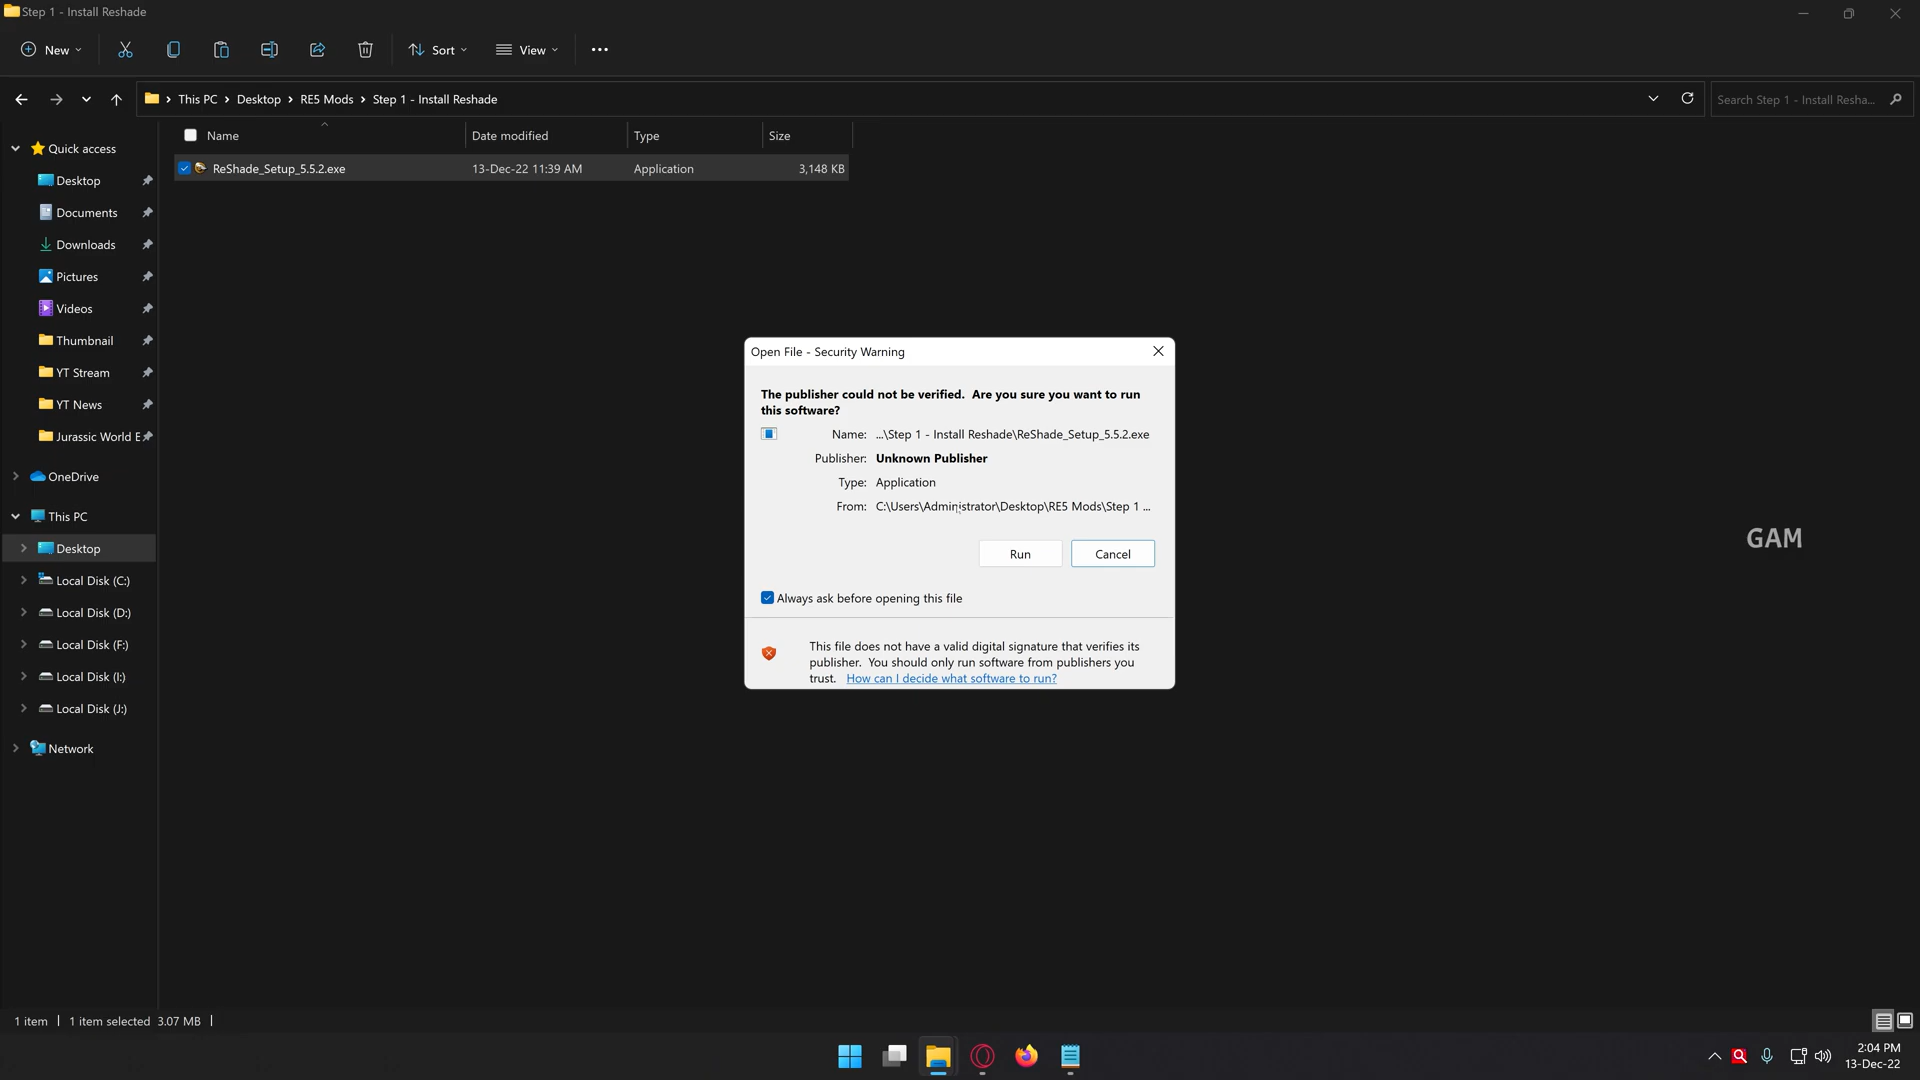 Step 1 - Install Reshade
New
Sort
View
This PC > Desktop > RE5 Mods > Step 1 - Install Reshade
Search Step 1 - Install Resha...
Name
Date modified
Type
Size
ReShade_Setup_5.5.2.exe
13-Dec-22 11:39 AM
Application
3,148 KB
Quick access
Desktop
Documents
Downloads
Pictures
Videos
Thumbnail
YT Stream
YT News
Jurassic World E
OneDrive
This PC
Desktop
Local Disk (C:)
Local Disk (D:)
Local Disk (F:)
Local Disk (I:)
Local Disk (J:)
Network
Open File - Security Warning
The publisher could not be verified. Are you sure you want to run
this software?
Name: ...\Step 1 - Install Reshade\ReShade_Setup_5.5.2.exe
Publisher: Unknown Publisher
Type: Application
From: C:\Users\Administrator\Desktop\RE5 Mods\Step 1 ...
Run
Cancel
Always ask before opening this file
This file does not have a valid digital signature that verifies its
publisher. You should only run software from publishers you
trust. How can I decide what software to run?
GAM
1 item
1 item selected 3.07 MB
2:04 PM
13-Dec-22